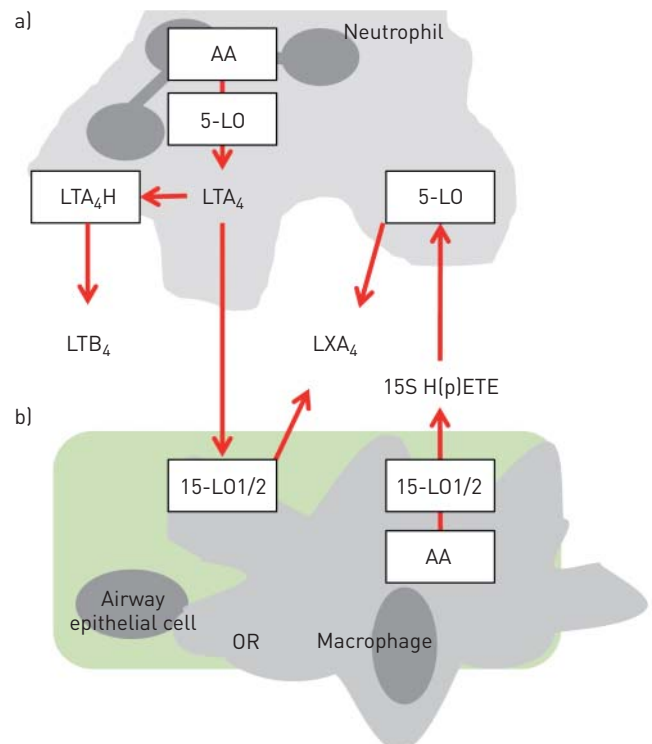 a)
Neutrophil
AA
5-LO
LTA₄H
LTA₄
5-LO
LTB₄
LXA₄
15S H(p)ETE
b)
15-LO1/2
15-LO1/2
AA
Airway
epithelial cell
OR
Macrophage